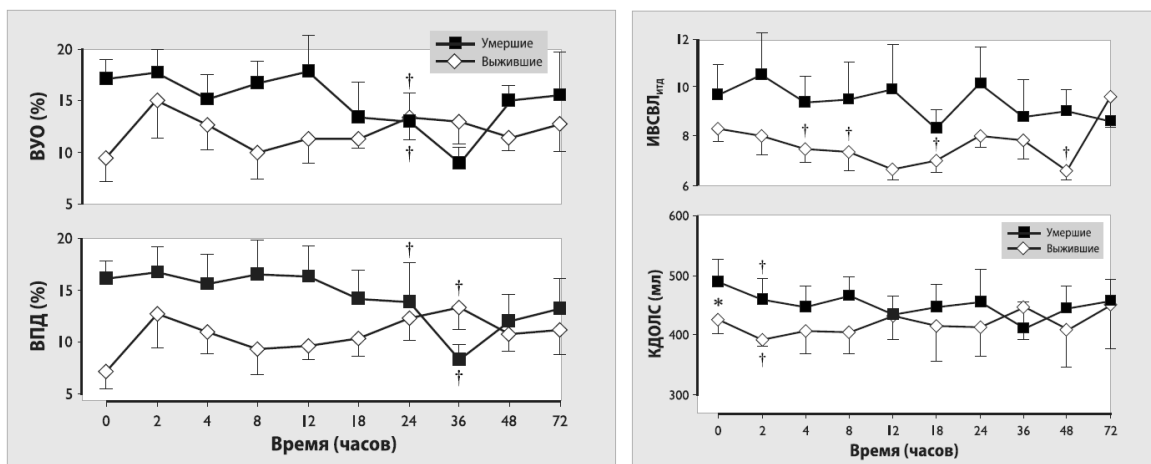 20
15
10
5
ВУО (%)
Умершие
Выжившие
†
†
20
15
10
5
ВПД (%)
†
†
†
0 2 4 8 12 18 24 36 48 72
Время (часов)
12
10
8
6
ИВСВЛитд
† † † †
600
500
400
300
КДОЛС (мл)
Умершие
Выжившие
†
*
†
0 2 4 8 12 18 24 36 48 72
Время (часов)